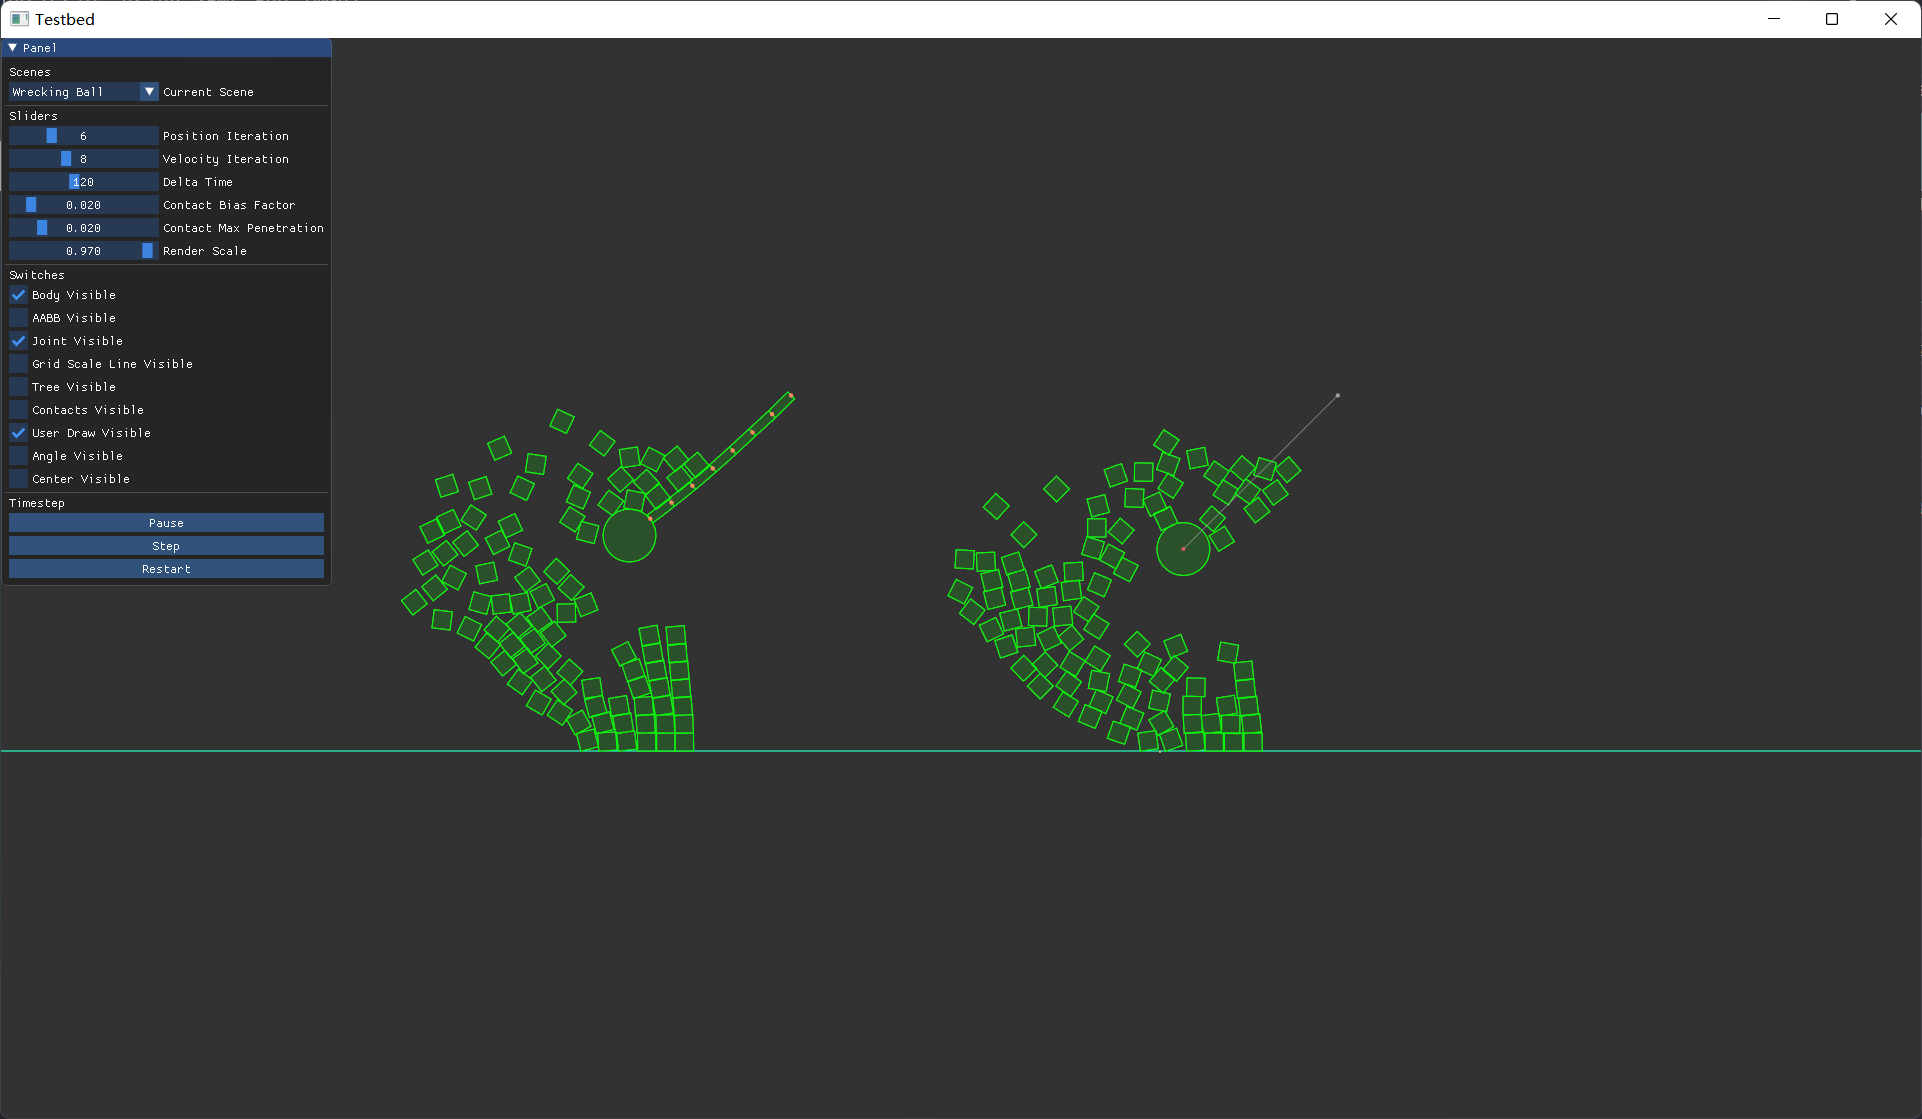 Testbed
Panel
Scenes
Wrecking Ball Current Scene
Sliders
6 Position Iteration
8 Velocity Iteration
120 Delta Time
0.020 Contact Bias Factor
0.020 Contact Max Penetration
0.970 Render Scale
Switches
Body Visible
AABB Visible
Joint Visible
Grid Scale Line Visible
Tree Visible
Contacts Visible
User Draw Visible
Angle Visible
Center Visible
Timestep
Pause
Step
Restart